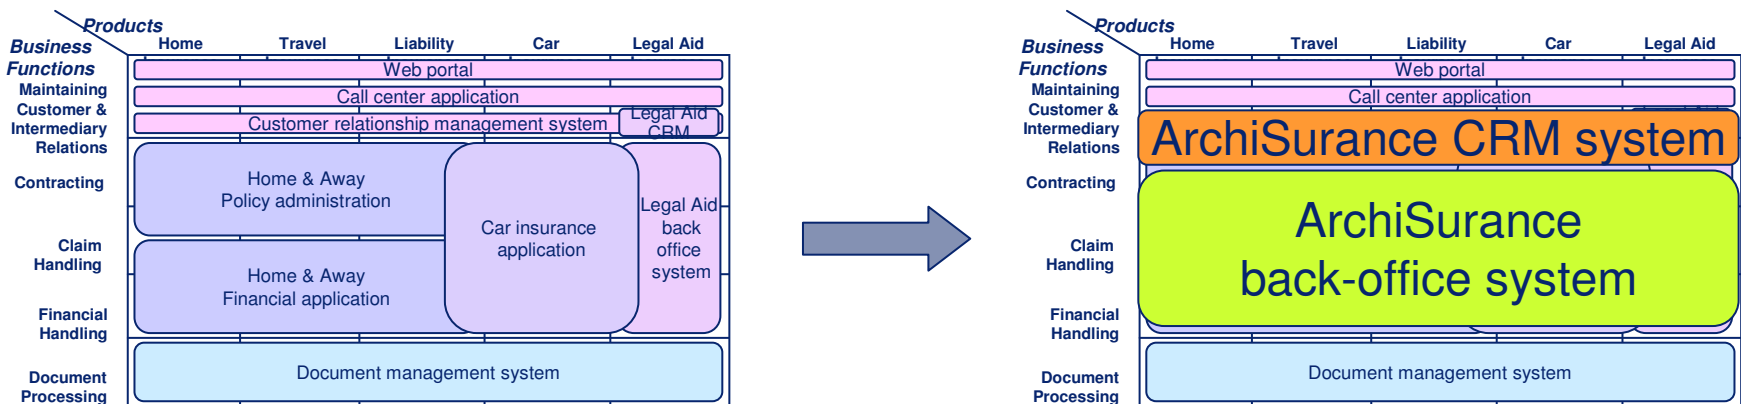 Products
Business
Functions
Home Travel Liability Car Legal Aid
Web portal
Maintaining
Customer &
Intermediary
Relations
Call center application
Customer relationship management system
Legal Aid
CRM
Contracting
Home & Away
Policy administration
Car insurance
application
Legal Aid
back
office
system
Claim
Handling
Home & Away
Financial application
Financial
Handling
Document
Processing
Document management system
Products
Business
Functions
Home Travel Liability Car Legal Aid
Web portal
Maintaining
Customer &
Intermediary
Relations
Call center application
ArchiSurance CRM system
Contracting
ArchiSurance
back-office system
Claim
Handling
Financial
Handling
Document
Processing
Document management system